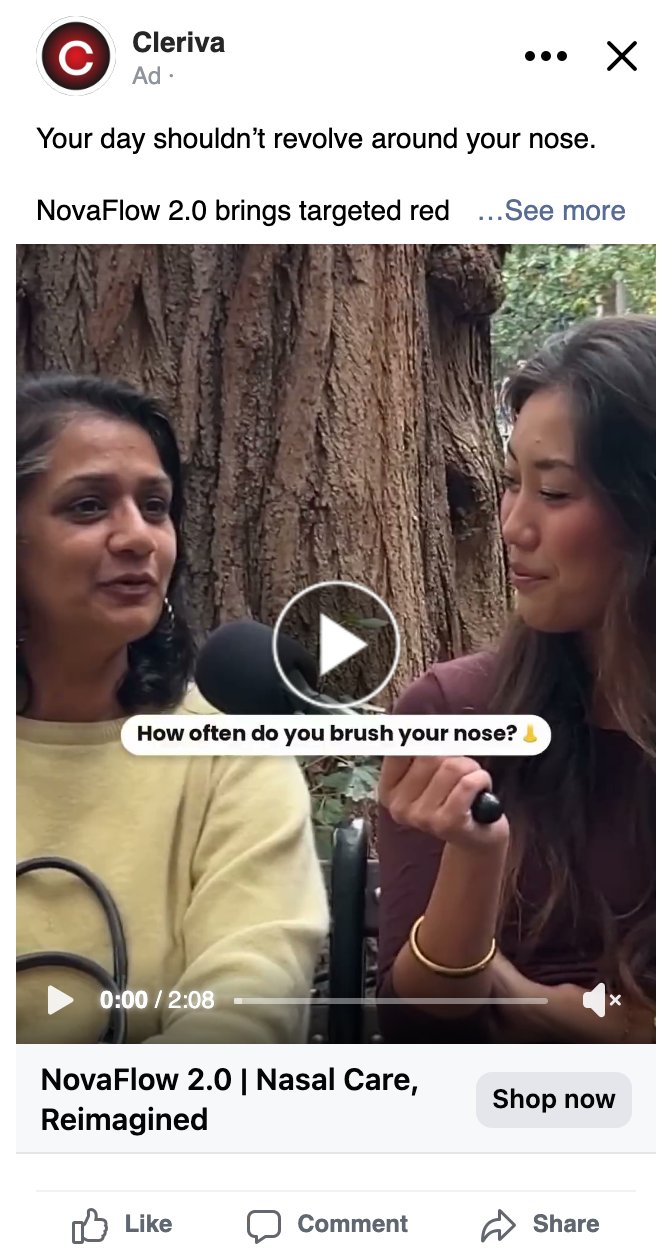 Cleriva
Ad ·
Your day shouldn’t revolve around your nose.
NovaFlow 2.0 brings targeted red …See more
How often do you brush your nose?👃
0:00 / 2:08
NovaFlow 2.0 | Nasal Care,
Reimagined
Shop now
Like
Comment
Share